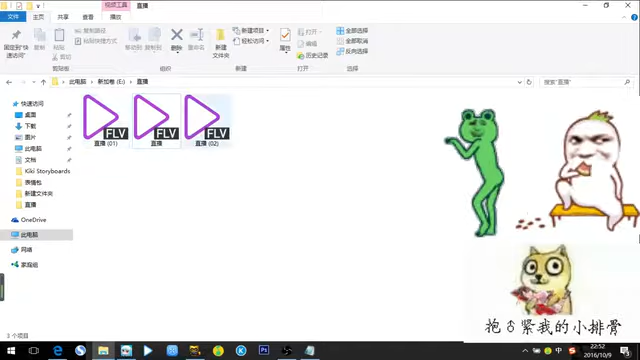 视频工具 直播
文件 主页 共享 查看 播放
固定到"快速访问" 复制 粘贴 复制路径 粘贴快捷方式 剪切 移动到 复制到 删除 重命名 新建文件夹 新建项目 轻松访问 属性 打开 编辑 历史记录 全部选择 全部取消 反向选择
剪贴板 组织 新建 打开 选择
此电脑 新加卷 (E:) 直播 搜索"直播"
快速访问
桌面
下载
图片
此电脑
文档
Kiki Storyboards
表情包
新建文件夹
直播
OneDrive
此电脑
网络
家庭组
FLV FLV FLV
直播 (01) 直播 直播 (02)
抱♂紧我的小排骨
3 个项目
中
22:52
2016/10/9